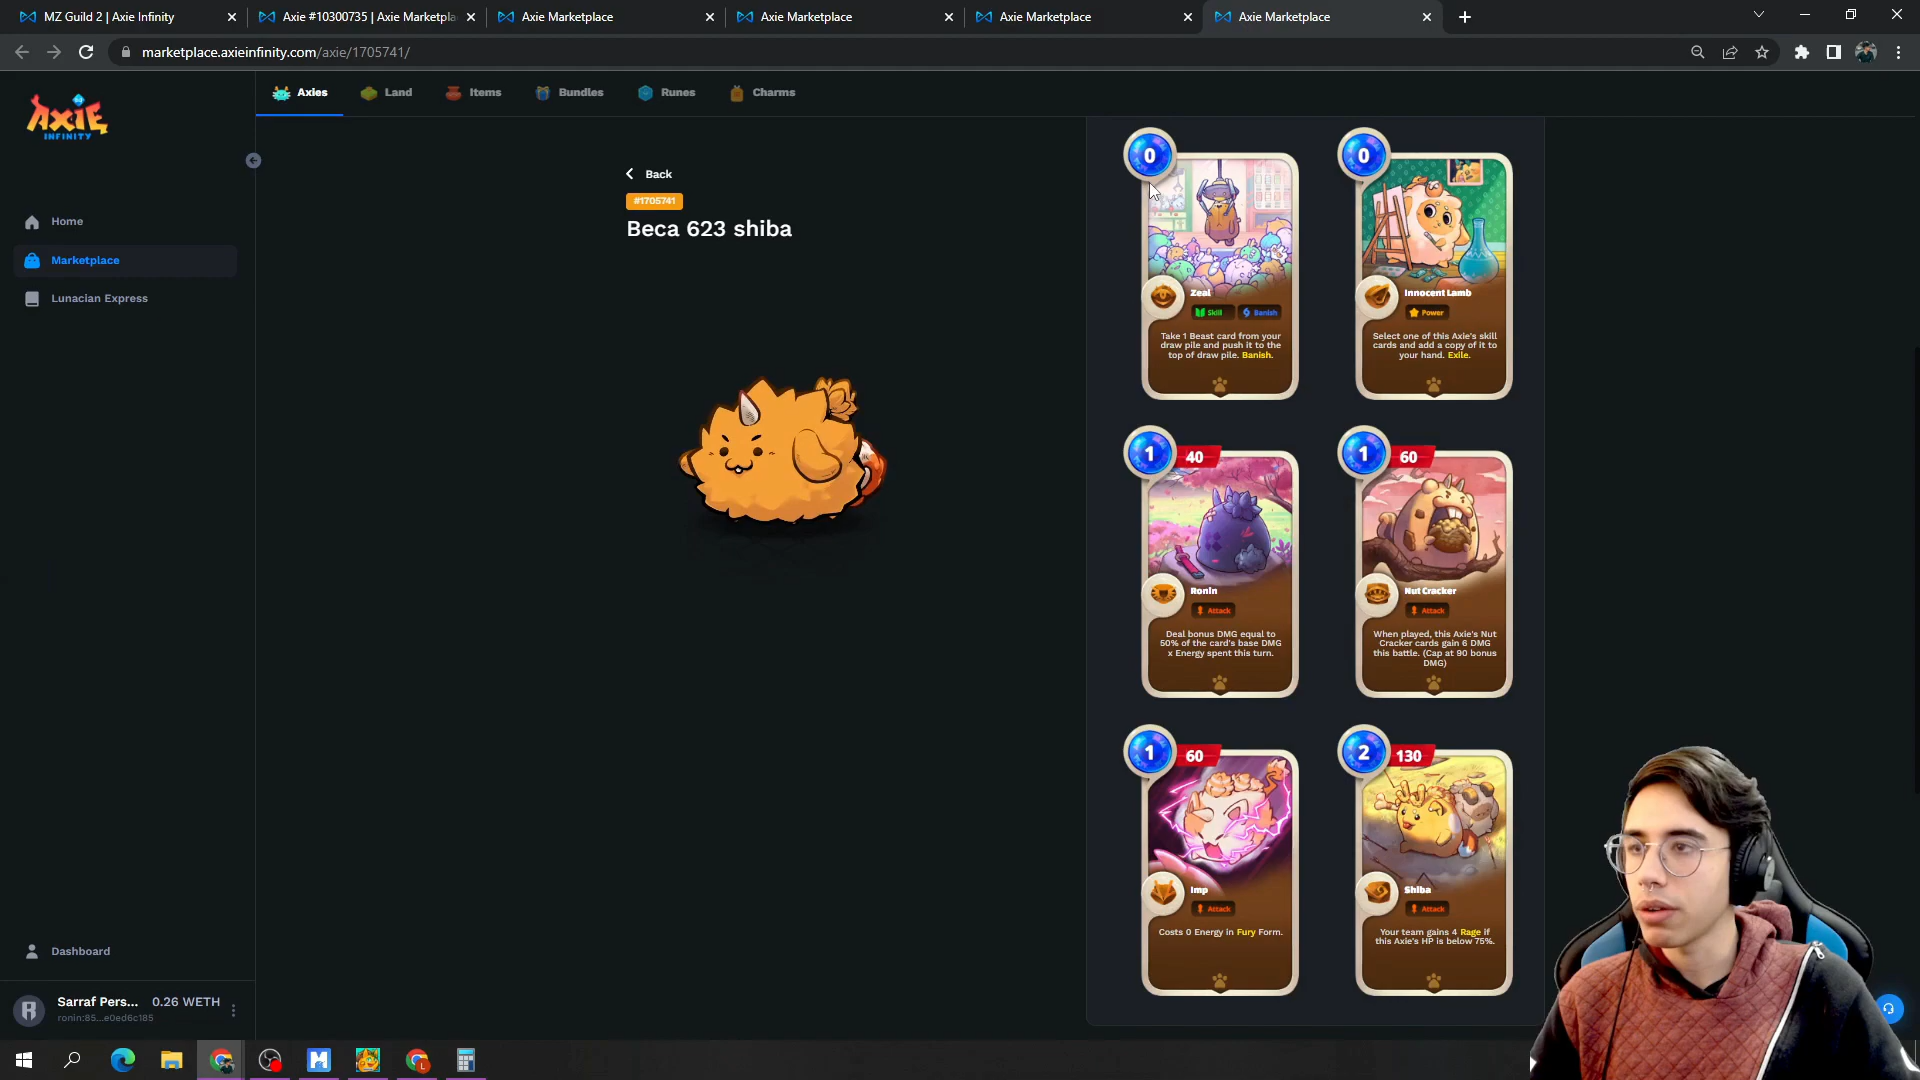 MZ Guild 2 | Axie Infinity
Axie #10300735 | Axie Marketpla
Axie Marketplace
Axie Marketplace
Axie Marketplace
Axie Marketplace
marketplace.axieinfinity.com/axie/1705741/
AXIE
INFINITY
Axies
Land
Items
Bundles
Runes
Charms
Home
Marketplace
Lunacian Express
Back
#1705741
Beca 623 shiba
0
Zeal
Skill
Banish
Take 1 Beast card from your
draw pile and push it to the
top of draw pile. Banish.
0
Innocent Lamb
Power
Select one of this Axie's skill
cards and add a copy of it to
your hand. Exile.
1
40
Ronin
Attack
Deal bonus DMG equal to
50% of the card's base DMG
x Energy spent this turn.
1
60
Nut Cracker
Attack
When played, this Axie's Nut
Cracker cards gain 6 DMG
this battle. (Cap at 90 bonus
DMG)
1
60
Imp
Attack
Costs 0 Energy in Fury Form.
2
130
Shiba
Attack
Your team gains 4 Rage if
this Axie's HP is below 75%.
Dashboard
Sarraf Pers... 0.26 WETH
ronin:85...e0ed6c185